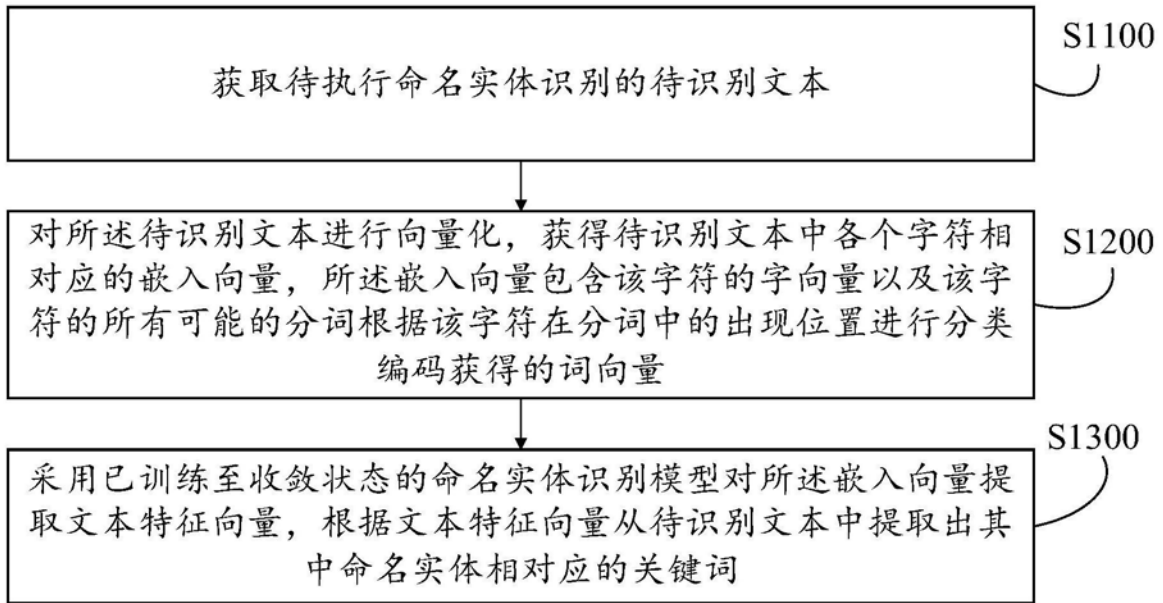 S1100
获取待执行命名实体识别的待识别文本
对所述待识别文本进行向量化，获得待识别文本中各个字符相
对应的嵌入向量，所述嵌入向量包含该字符的字向量以及该字
符的所有可能的分词根据该字符在分词中的出现位置进行分类
编码获得的词向量
S1200
采用已训练至收敛状态的命名实体识别模型对所述嵌入向量提
取文本特征向量，根据文本特征向量从待识别文本中提取出其
中命名实体相对应的关键词
S1300